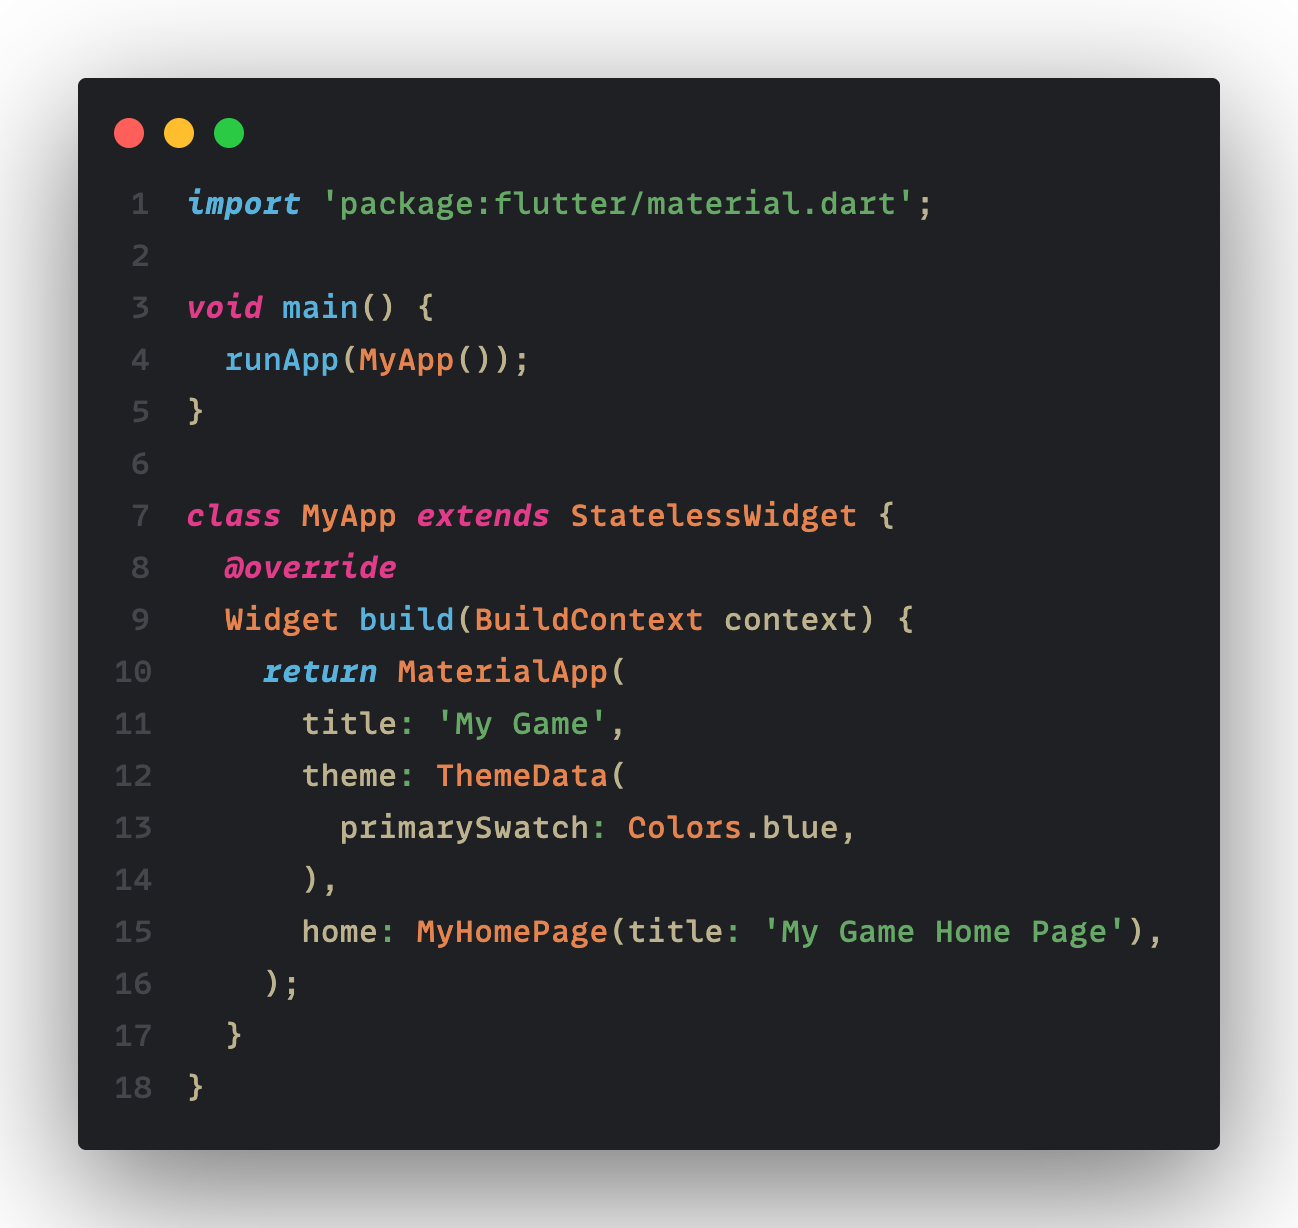 1 import 'package:flutter/material.dart';
2
3 void main() {
4   runApp(MyApp());
5 }
6
7 class MyApp extends StatelessWidget {
8   @override
9   Widget build(BuildContext context) {
10     return MaterialApp(
11       title: 'My Game',
12       theme: ThemeData(
13         primarySwatch: Colors.blue,
14       ),
15       home: MyHomePage(title: 'My Game Home Page'),
16     );
17   }
18 }